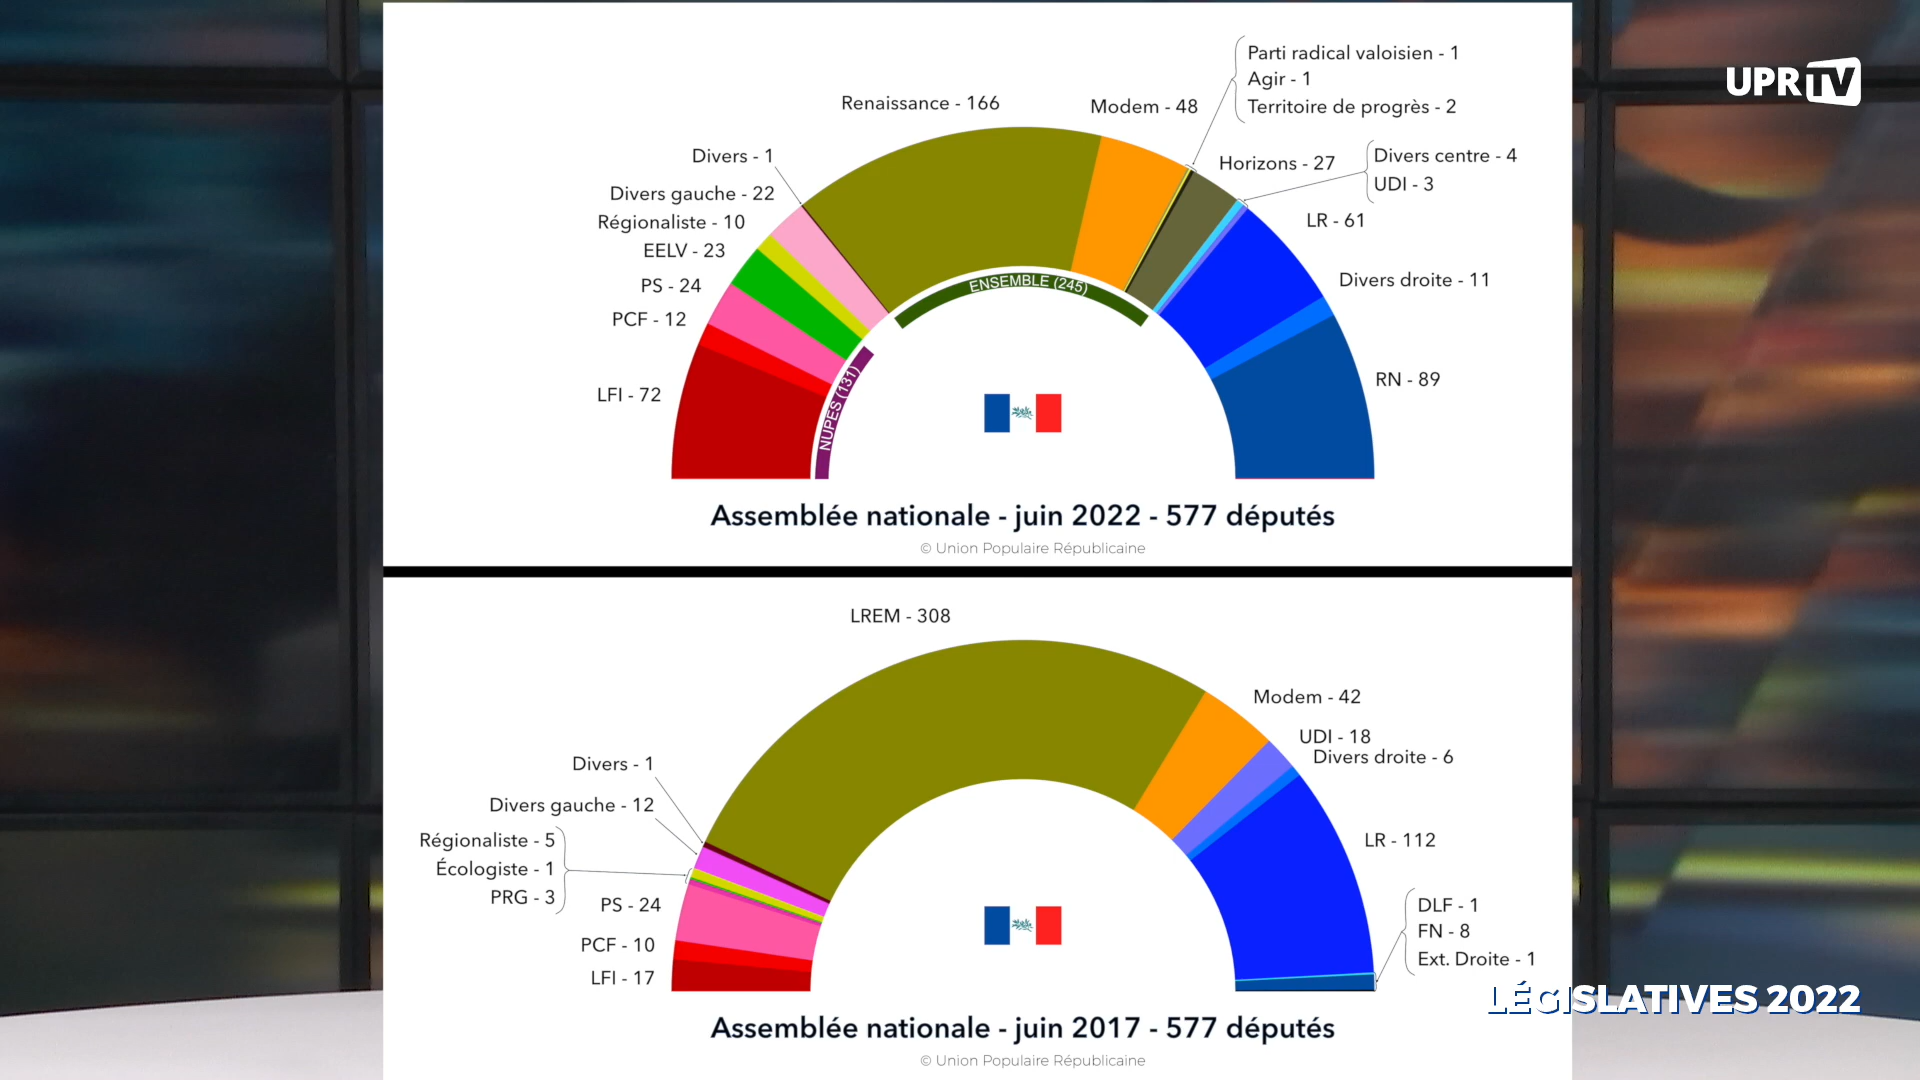 UPR TV
Parti radical valoisien - 1
Agir - 1
Territoire de progrès - 2
Renaissance - 166
Modem - 48
Divers - 1
Horizons - 27
Divers centre - 4
UDI - 3
Divers gauche - 22
Régionaliste - 10
LR - 61
EELV - 23
PS - 24
Divers droite - 11
PCF - 12
RN - 89
LFI - 72
ENSEMBLE (245)
NUPES (131)
Assemblée nationale - juin 2022 - 577 députés
© Union Populaire Républicaine
LREM - 308
Modem - 42
UDI - 18
Divers droite - 6
Divers - 1
Divers gauche - 12
Régionaliste - 5
Écologiste - 1
PRG - 3
LR - 112
PS - 24
DLF - 1
FN - 8
Ext. Droite - 1
PCF - 10
LFI - 17
LÉGISLATIVES 2022
Assemblée nationale - juin 2017 - 577 députés
© Union Populaire Républicaine